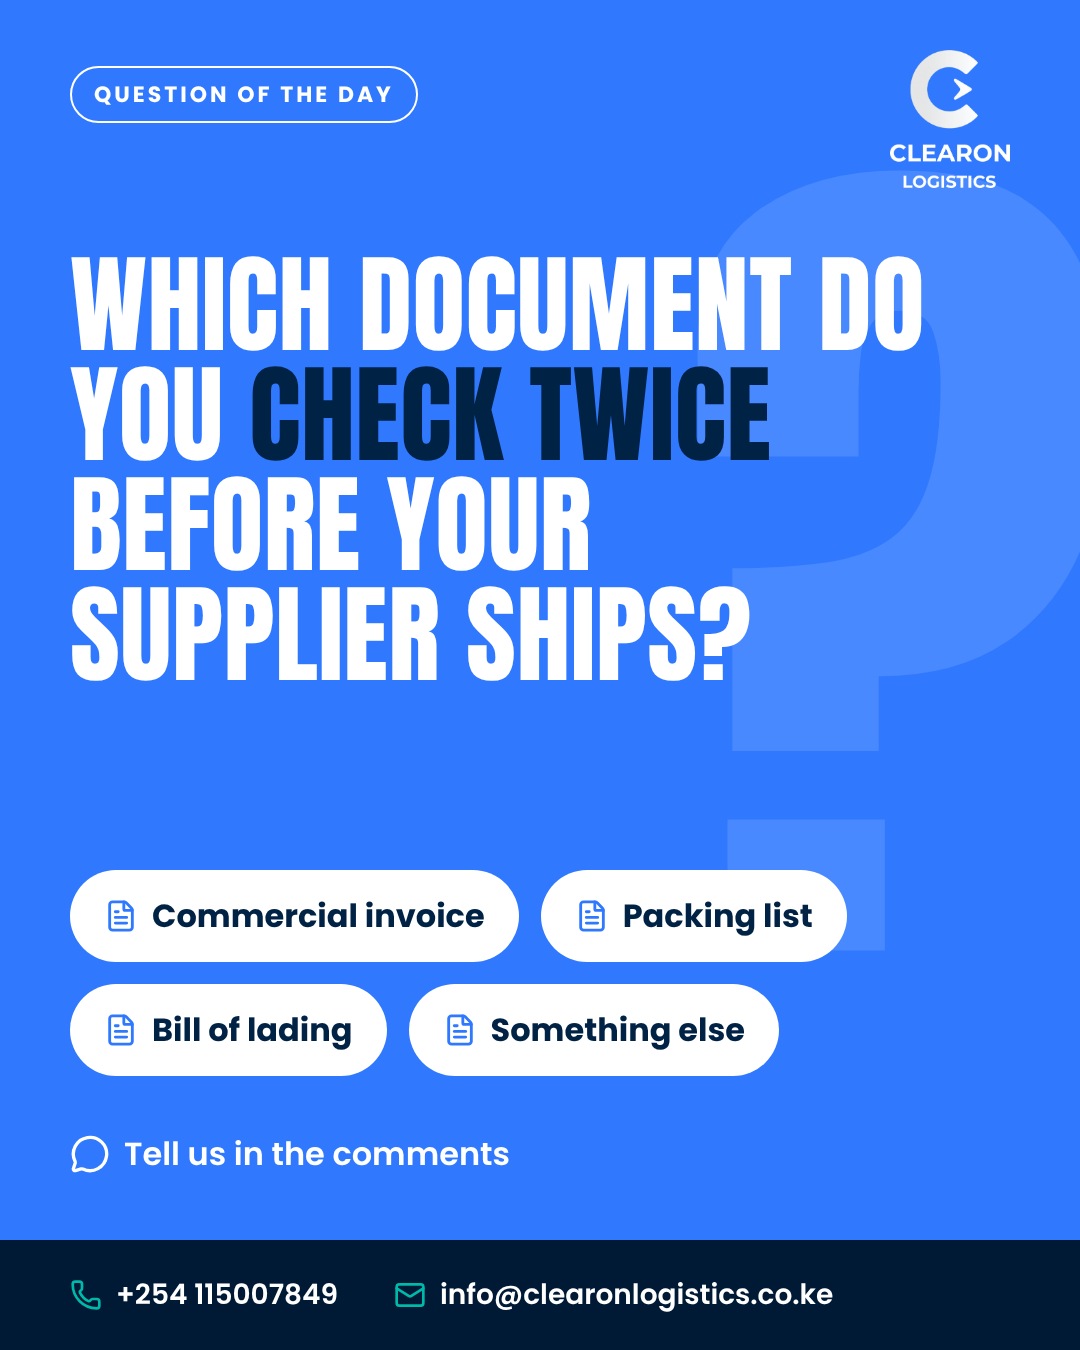 QUESTION OF THE DAY
CLEARON
LOGISTICS
WHICH DOCUMENT DO
YOU CHECK TWICE
BEFORE YOUR
SUPPLIER SHIPS?
Commercial invoice
Packing list
Bill of lading
Something else
Tell us in the comments
+254 115007849
info@clearonlogistics.co.ke